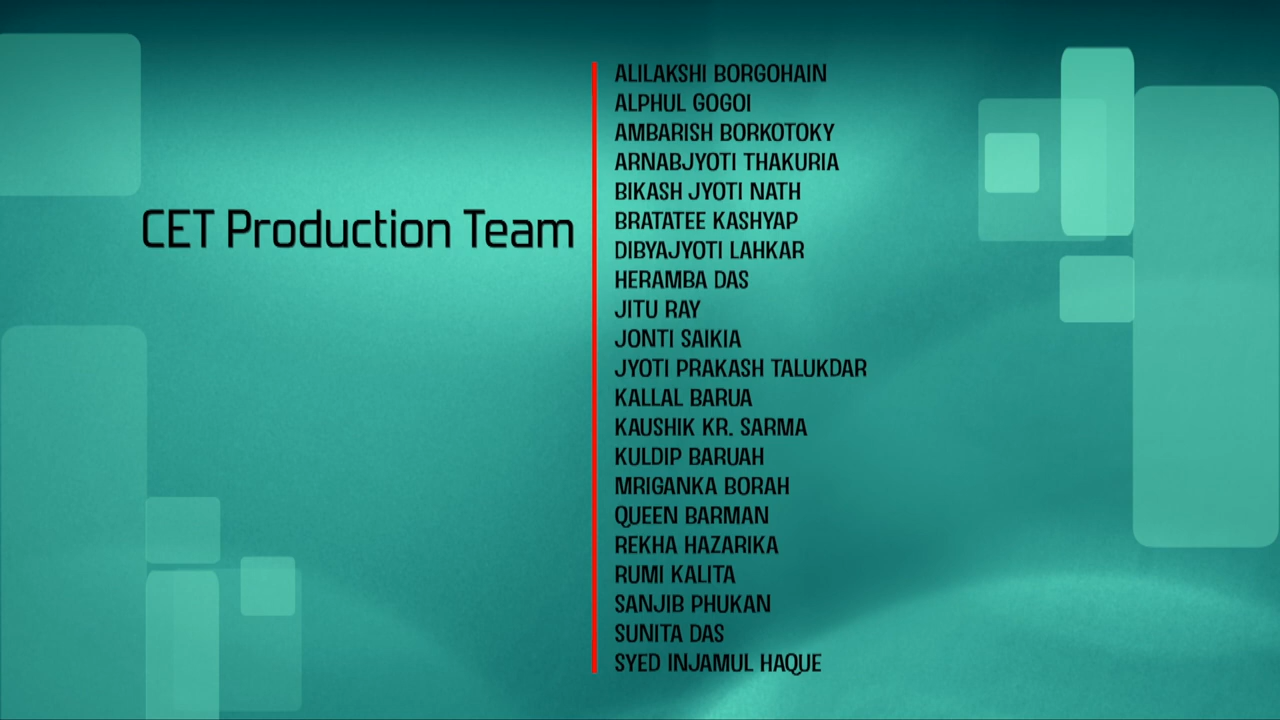 CET Production Team
ALILAKSHI BORGOHAIN
ALPHUL GOGOI
AMBARISH BORKOTOKY
ARNABJYOTI THAKURIA
BIKASH JYOTI NATH
BRATATEE KASHYAP
DIBYAJYOTI LAHKAR
HERAMBA DAS
JITU RAY
JONTI SAIKIA
JYOTI PRAKASH TALUKDAR
KALLAL BARUA
KAUSHIK KR. SARMA
KULDIP BARUAH
MRIGANKA BORAH
QUEEN BARMAN
REKHA HAZARIKA
RUMI KALITA
SANJIB PHUKAN
SUNITA DAS
SYED INJAMUL HAQUE